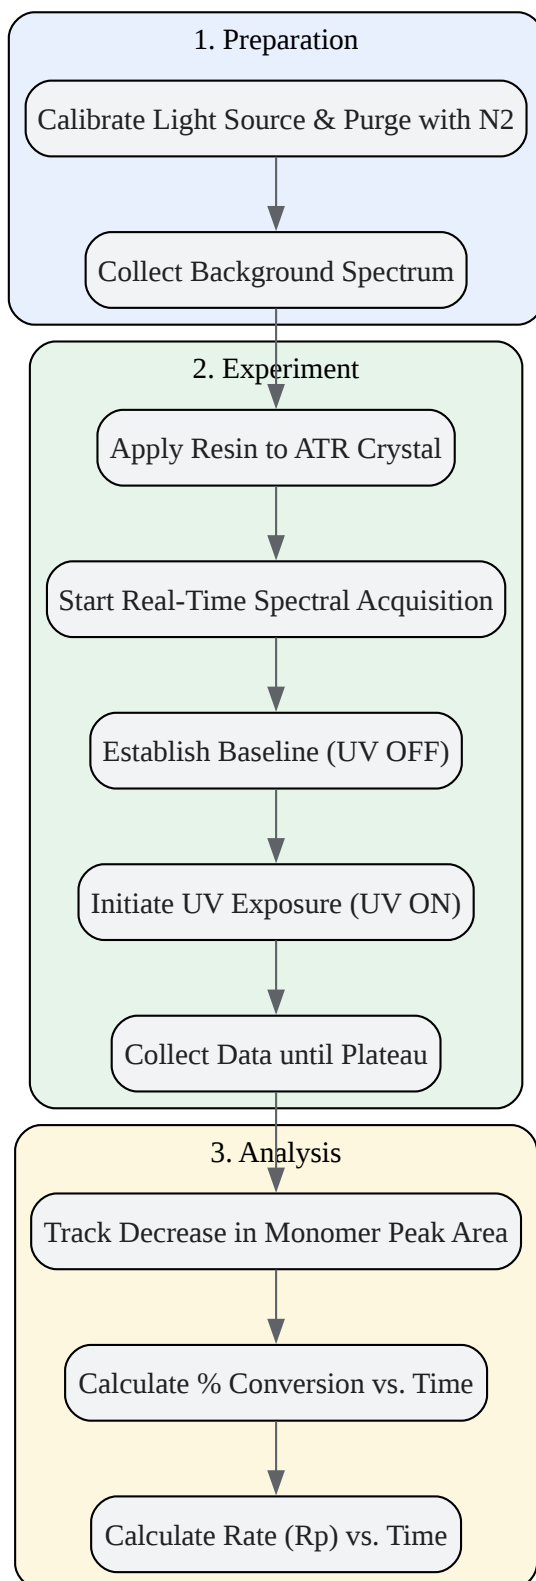 1. Preparation
Calibrate Light Source & Purge with N2
Collect Background Spectrum
2. Experiment
Apply Resin to ATR Crystal
Start Real-Time Spectral Acquisition
Establish Baseline (UV OFF)
Initiate UV Exposure (UV ON)
Collect Data until Plateau
3. Analysis
Track Decrease in Monomer Peak Area
Calculate % Conversion vs. Time
Calculate Rate (Rp) vs. Time